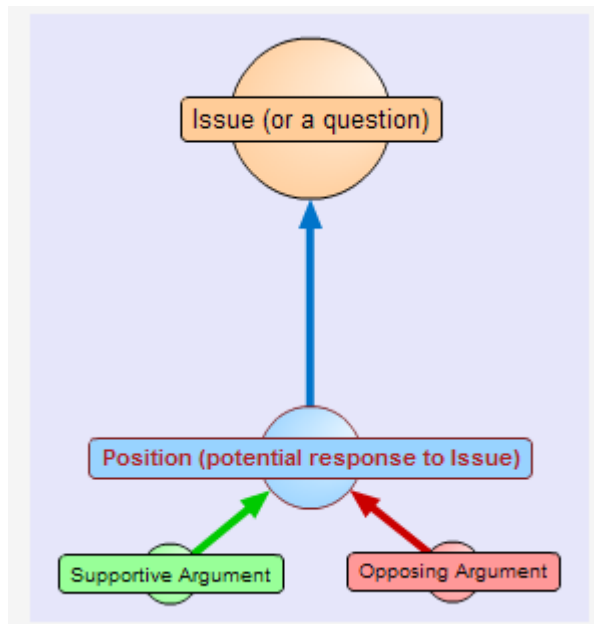 Issue (or a question)
Position (potential response to Issue)
Supportive Argument
Opposing Argument